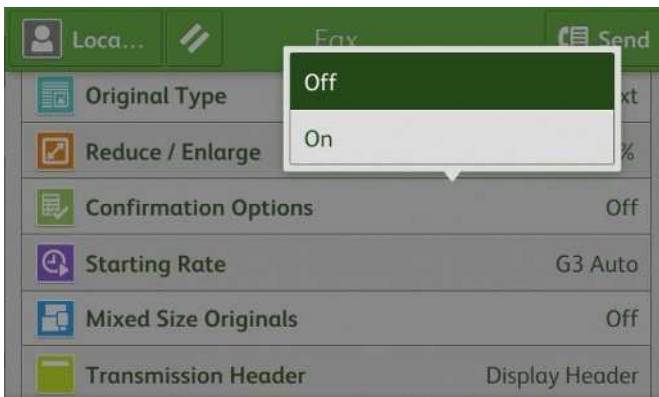 Loca... Fax Send
Off
On
Original Type xt
Reduce / Enlarge %
Confirmation Options Off
Starting Rate G3 Auto
Mixed Size Originals Off
Transmission Header Display Header